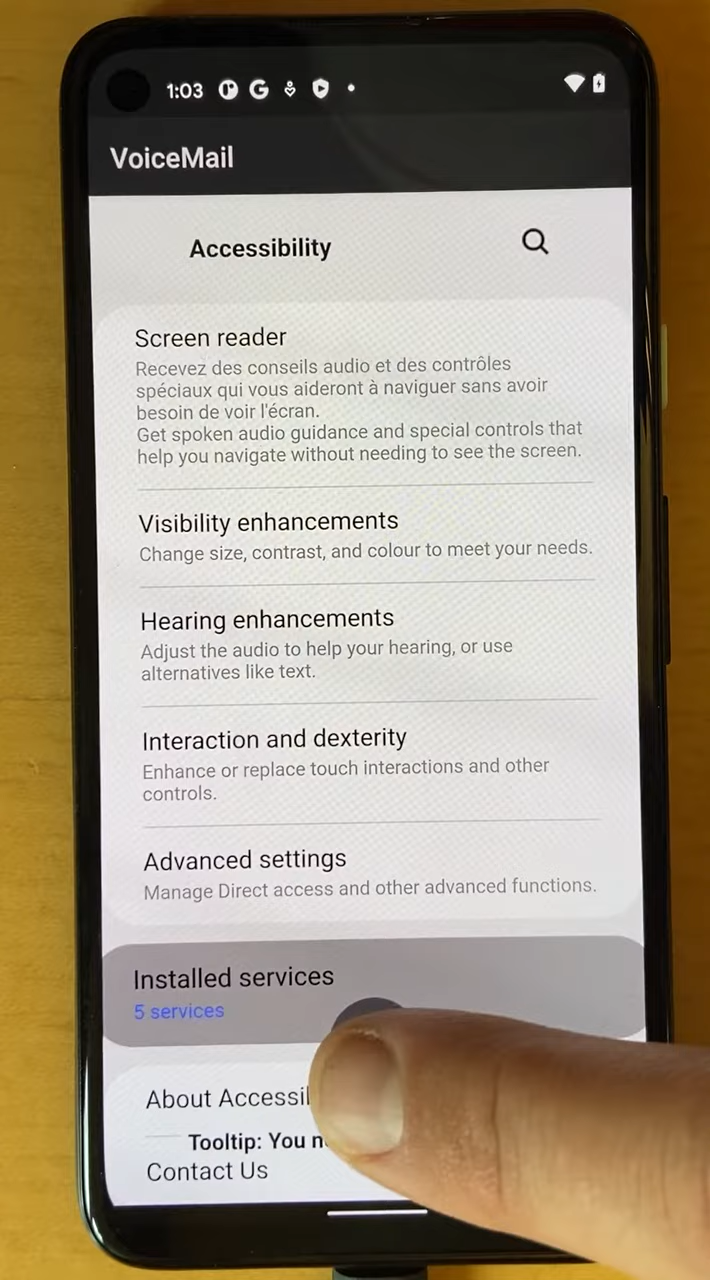 1:03
VoiceMail
Accessibility
Screen reader
Recevez des conseils audio et des contrôles
spéciaux qui vous aideront à naviguer sans avoir
besoin de voir l'écran.
Get spoken audio guidance and special controls that
help you navigate without needing to see the screen.
Visibility enhancements
Change size, contrast, and colour to meet your needs.
Hearing enhancements
Adjust the audio to help your hearing, or use
alternatives like text.
Interaction and dexterity
Enhance or replace touch interactions and other
controls.
Advanced settings
Manage Direct access and other advanced functions.
Installed services
5 services
About
Tooltip: You
Contact Us